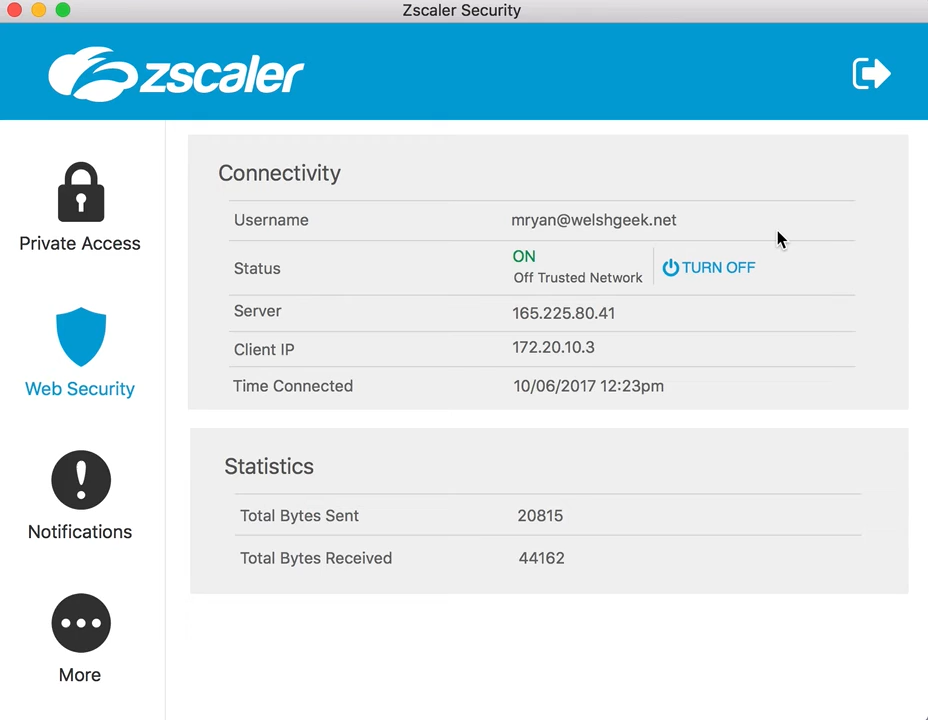 Zscaler Security
zscaler
Private Access
Web Security
Notifications
More
Connectivity
Username mryan@welshgeek.net
Status ON Off Trusted Network TURN OFF
Server 165.225.80.41
Client IP 172.20.10.3
Time Connected 10/06/2017 12:23pm
Statistics
Total Bytes Sent 20815
Total Bytes Received 44162